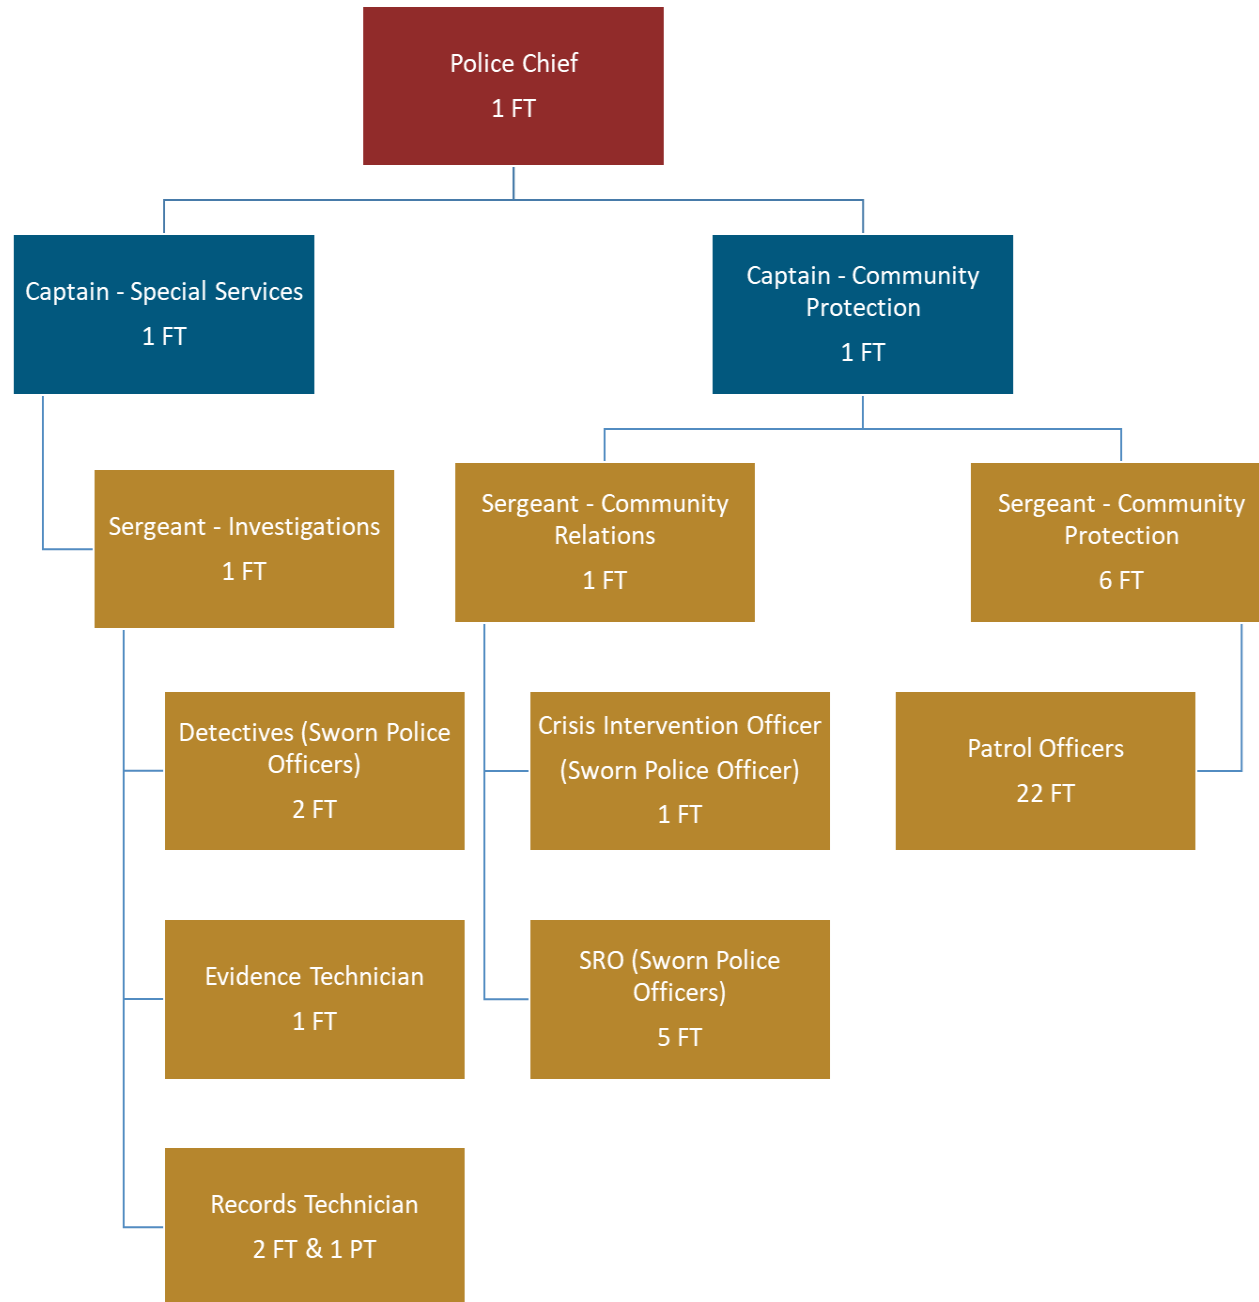 Police Chief
1 FT
Captain - Special Services
1 FT
Captain - Community
Protection
1 FT
Sergeant - Investigations
1 FT
Sergeant - Community
Relations
1 FT
Sergeant - Community
Protection
6 FT
Detectives (Sworn Police
Officers)
2 FT
Crisis Intervention Officer
(Sworn Police Officer)
1 FT
Patrol Officers
22 FT
Evidence Technician
1 FT
SRO (Sworn Police
Officers)
5 FT
Records Technician
2 FT & 1 PT